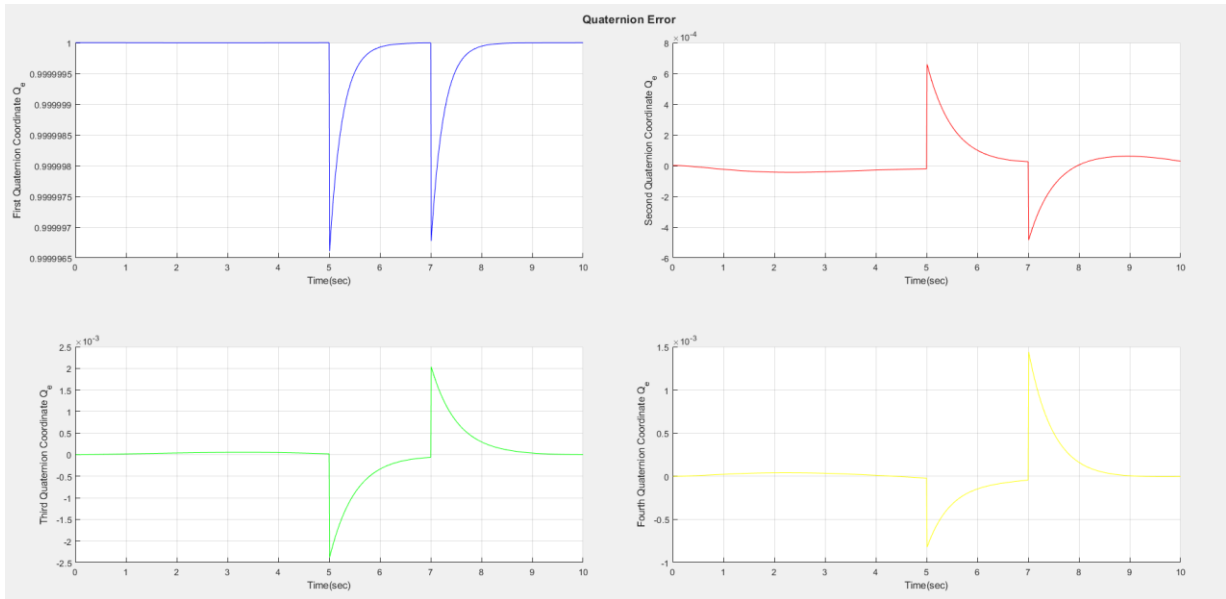 Quaternion Error
First Quaternion Coordinate Q_e
1
0.9999995
0.999999
0.9999985
0.999998
0.9999975
0.999997
0.9999965
0 1 2 3 4 5 6 7 8 9 10
Time(sec)
Second Quaternion Coordinate Q_e
×10^-4
8
6
4
2
0
-2
-4
-6
0 1 2 3 4 5 6 7 8 9 10
Time(sec)
Third Quaternion Coordinate Q_e
×10^-3
2.5
2
1.5
1
0.5
0
-0.5
-1
-1.5
-2
-2.5
0 1 2 3 4 5 6 7 8 9 10
Time(sec)
Fourth Quaternion Coordinate Q_e
×10^-3
1.5
1
0.5
0
-0.5
-1
0 1 2 3 4 5 6 7 8 9 10
Time(sec)